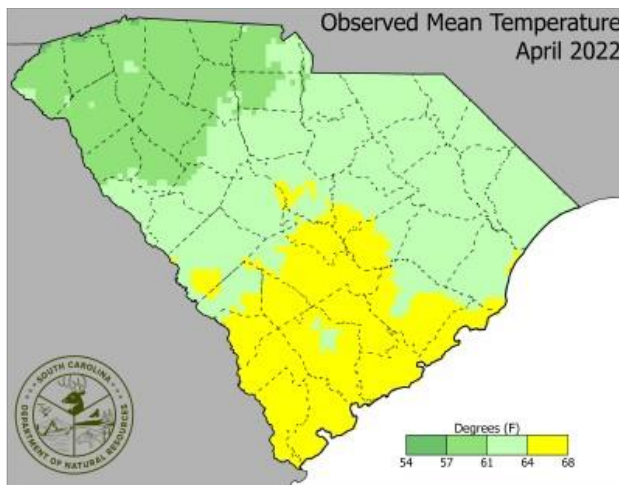 Observed Mean Temperature
April 2022
SOUTH CAROLINA
DEPARTMENT OF NATURAL RESOURCES
Degrees (F)
54 57 61 64 68